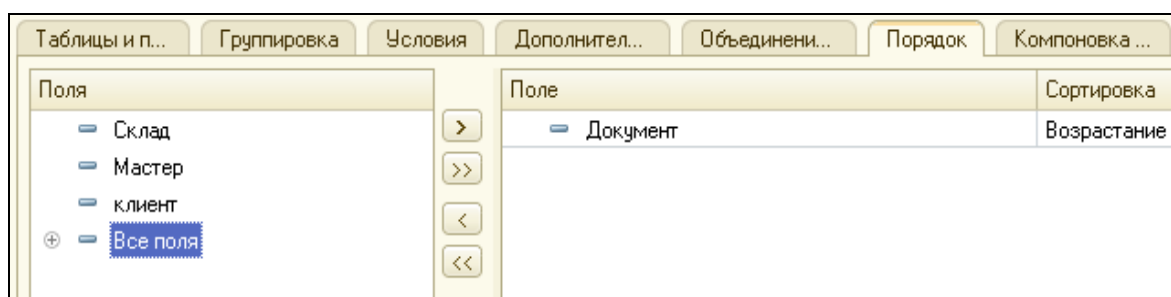 Таблицы и п... Группировка Условия Дополнител... Объединени... Порядок Компоновка ...
Поля Поле Сортировка
Склад > Документ Возрастание
Мастер >>
клиент <
Все поля <<